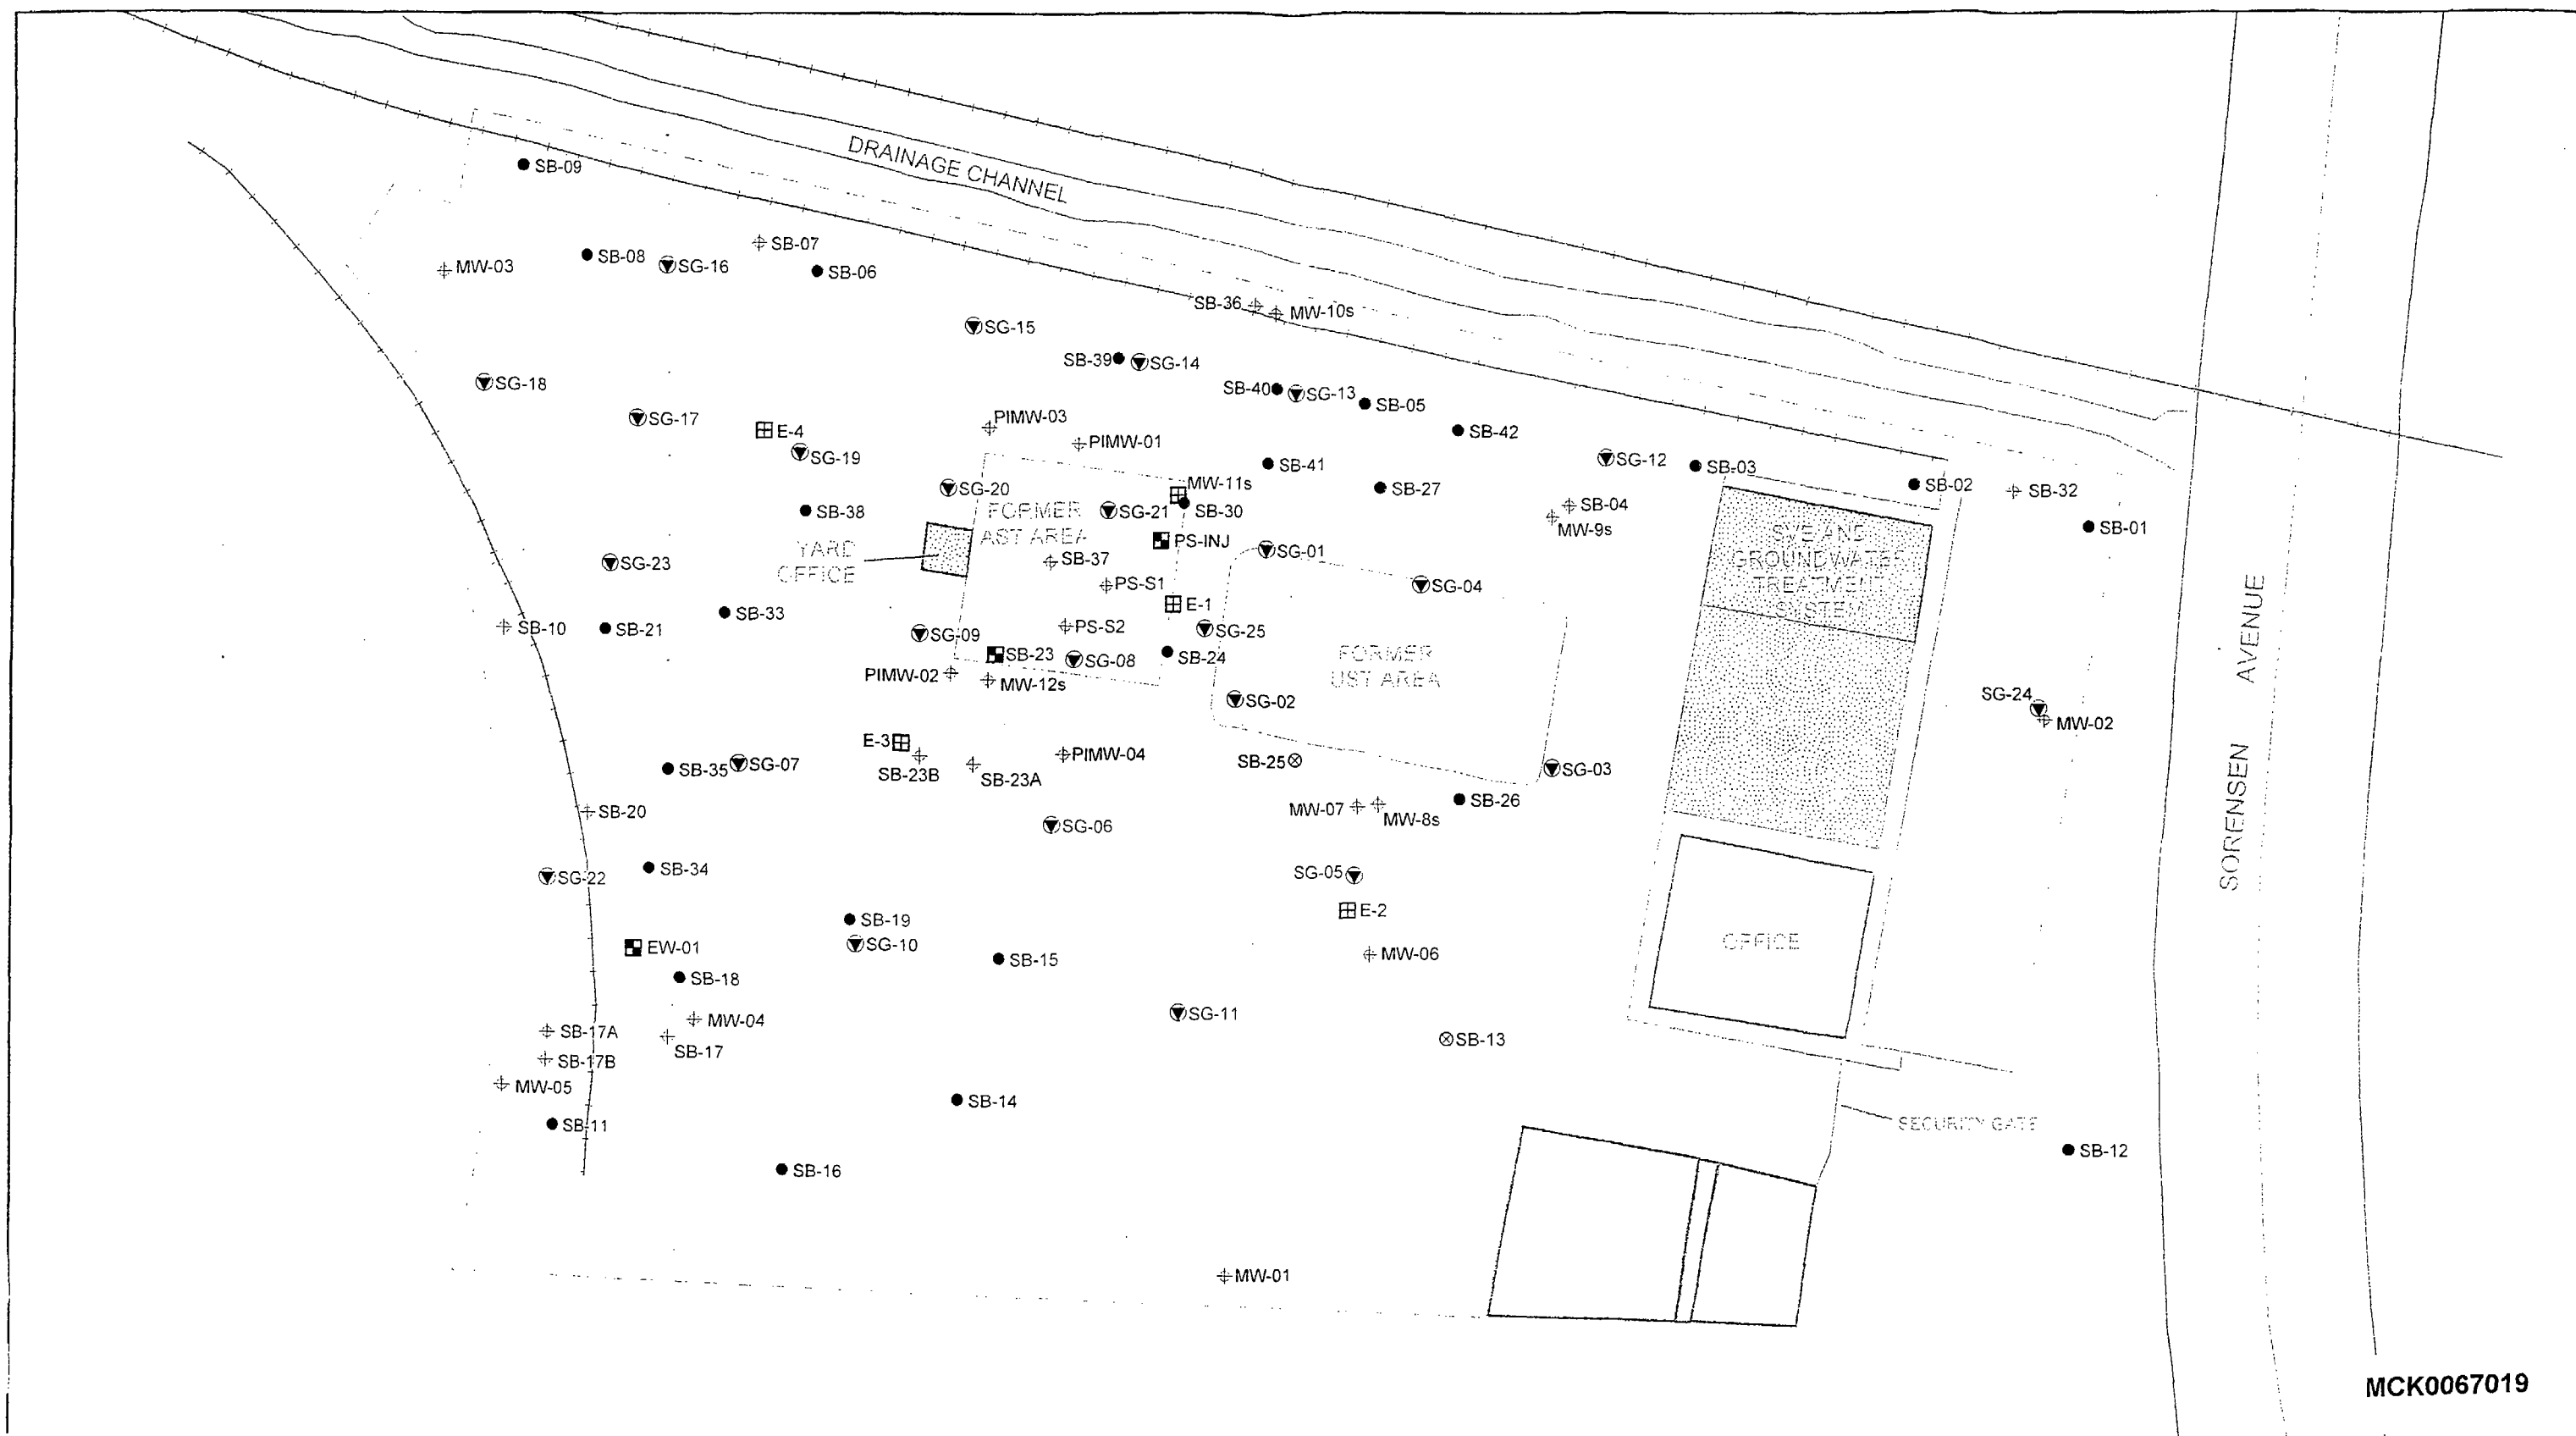 DRAINAGE CHANNEL
SB-09
SB-07
SB-08
SG-16
MW-03
SB-06
SB-36
MW-10s
SG-15
SB-39
SG-14
SG-18
SB-40
SG-13
SB-05
SG-17
PIMW-03
E-4
PIMW-01
SB-42
SG-19
SB-41
SG-12
SB-03
MW-11s
SG-20
SB-27
SB-02
SB-32
FORMER
AST AREA
SG-21
SB-30
SB-38
SB-04
MW-9s
SB-01
PS-INJ
YARD
OFFICE
SG-01
SB-37
SVE AND
GROUNDWATER
TREATMENT
SYSTEM
SG-23
PS-S1
SG-04
E-1
SB-33
SB-10
SB-21
SG-09
PS-S2
SG-25
SB-23
SG-08
SB-24
FORMER
UST AREA
PIMW-02
MW-12s
SG-02
SG-24
MW-02
SORENSEN AVENUE
E-3
SB-23B
SB-23A
PIMW-04
SB-25
SB-35
SG-07
SG-03
SB-20
MW-07
MW-8s
SB-26
SG-06
SB-34
SG-22
SG-05
E-2
SB-19
SG-10
EW-01
SB-15
MW-06
OFFICE
SB-18
SG-11
MW-04
SB-17A
SB-17
SB-13
SB-17B
MW-05
SB-14
SB-11
SECURITY GATE
SB-12
SB-16
MW-01
MCK0067019